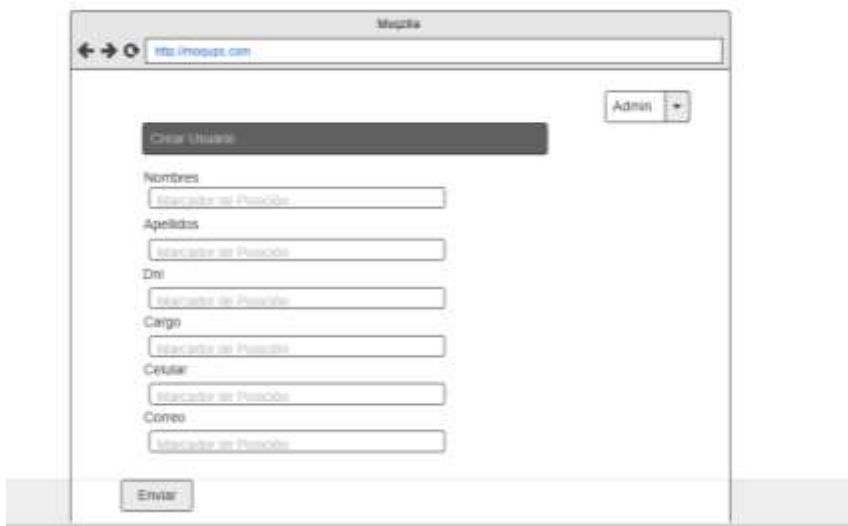 Moqzilla
http://moqups.com
Admin
Crear Usuario
Nombres
Marcador de Posición
Apellidos
Marcador de Posición
Dni
Marcador de Posición
Cargo
Marcador de Posición
Celular
Marcador de Posición
Correo
Marcador de Posición
Enviar